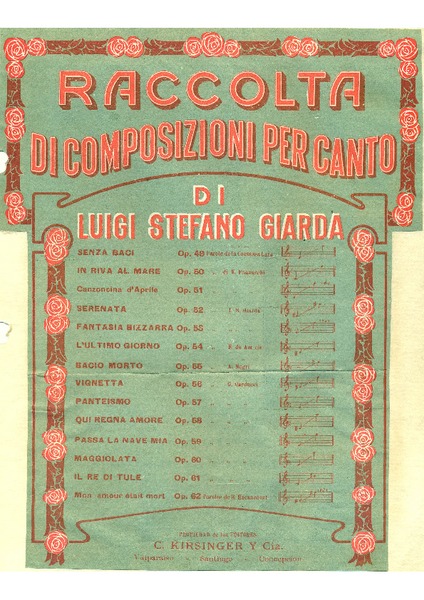 RACCOLTA
DI COMPOSIZIONI PER CANTO
DI
LUIGI STEFANO GIARDA
SENZA BACI Op. 49
IN RIVA AL MARE Op. 50
Canzoncina d'Aprile Op. 51
SERENATA Op. 52
FANTASIA BIZZARRA Op. 53
L'ULTIMO GIORNO Op. 54
BACIO MORTO Op. 55 A. Negri
VIGNETTA Op. 56 G. Carducci
PANTEISMO Op. 57
QUI REGNA AMORE Op. 58
PASSA LA NAVE MIA Op. 59
MAGGIOLATA Op. 60
IL RE DI TULE Op. 61
Mon amour était mort Op. 62
C. KIRSINGER Y Cía.
Valparaiso - Santiago - Concepcion